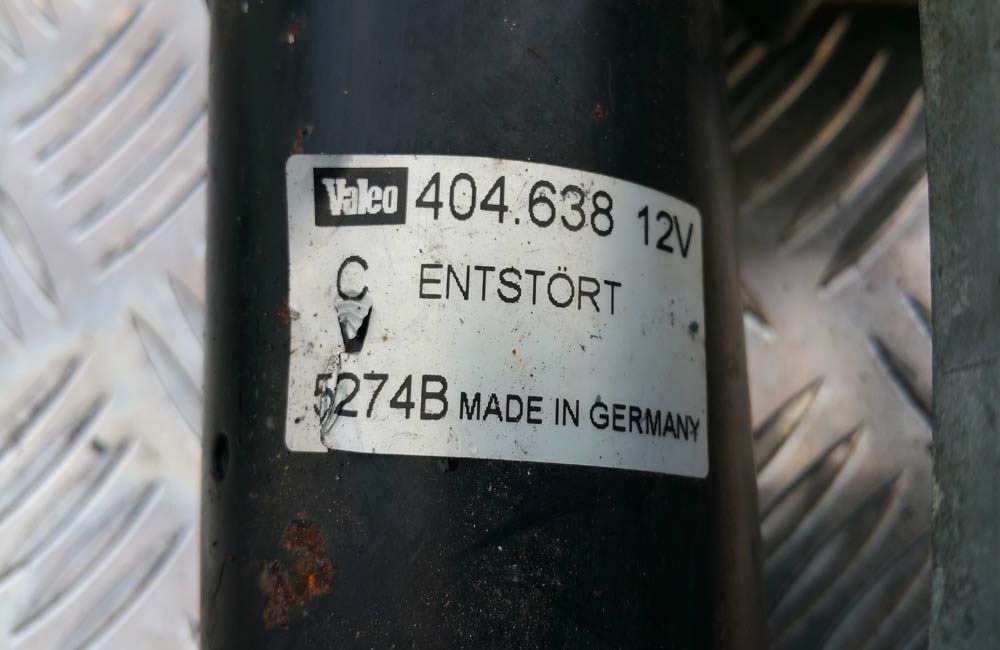 Valeo 404.638 12V
C ENTSTÖRT
5274B MADE IN GERMANY